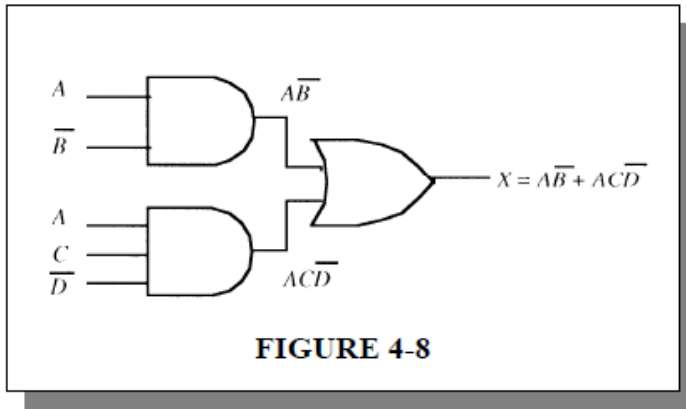 A
B̅
AB̅
X = AB̅ + ACD̅
A
C
D̅
ACD̅
FIGURE 4-8